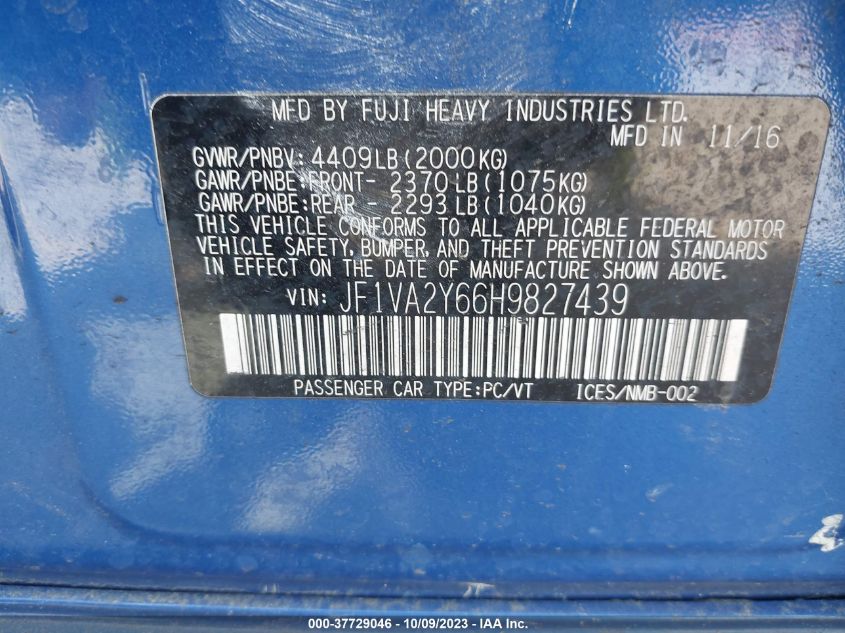 MFD BY FUJI HEAVY INDUSTRIES LTD.
MFD IN 11/16
GVWR/PNBV: 4409LB(2000KG)
GAWR/PNBE:FRONT- 2370LB(1075KG)
GAWR/PNBE:REAR - 2293LB(1040KG)
THIS VEHICLE CONFORMS TO ALL APPLICABLE FEDERAL MOTOR
VEHICLE SAFETY, BUMPER, AND THEFT PREVENTION STANDARDS
IN EFFECT ON THE DATE OF MANUFACTURE SHOWN ABOVE.
VIN: JF1VA2Y66H9827439
PASSENGER CAR TYPE:PC/VT ICES/NMB-002
000-37729046 - 10/09/2023 - IAA Inc.